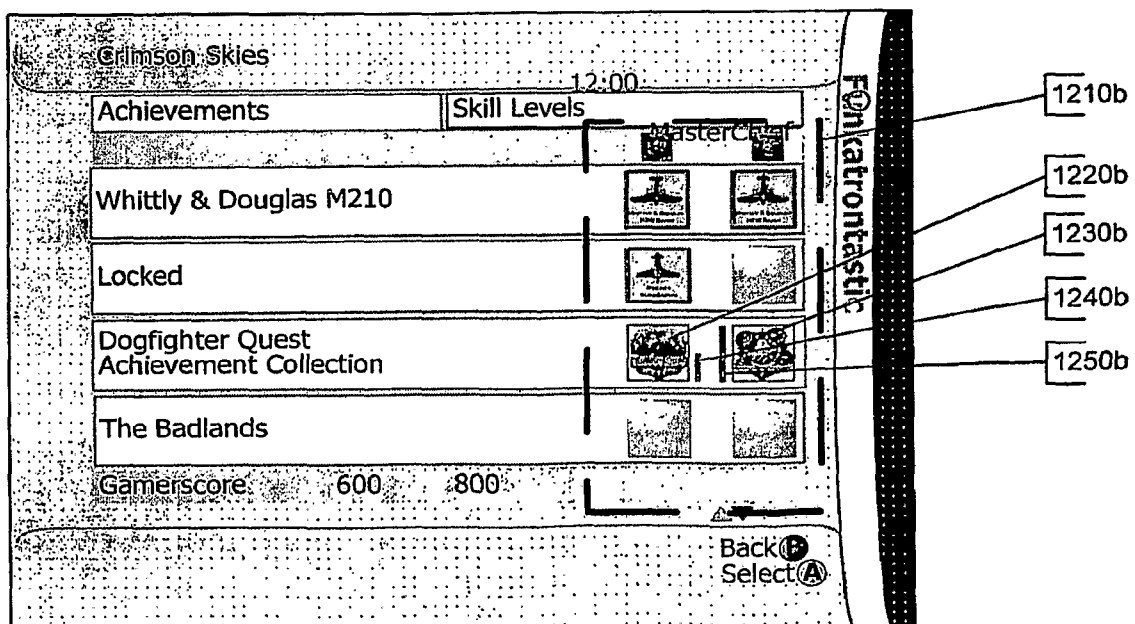 Crimson Skies
12:00
Achievements
Skill Levels
MasterChief
Whittly & Douglas M210
Locked
Dogfighter Quest
Achievement Collection
The Badlands
Gamerscore 600 800
Back B
Select A
Funkatrontastic
1210b
1220b
1230b
1240b
1250b